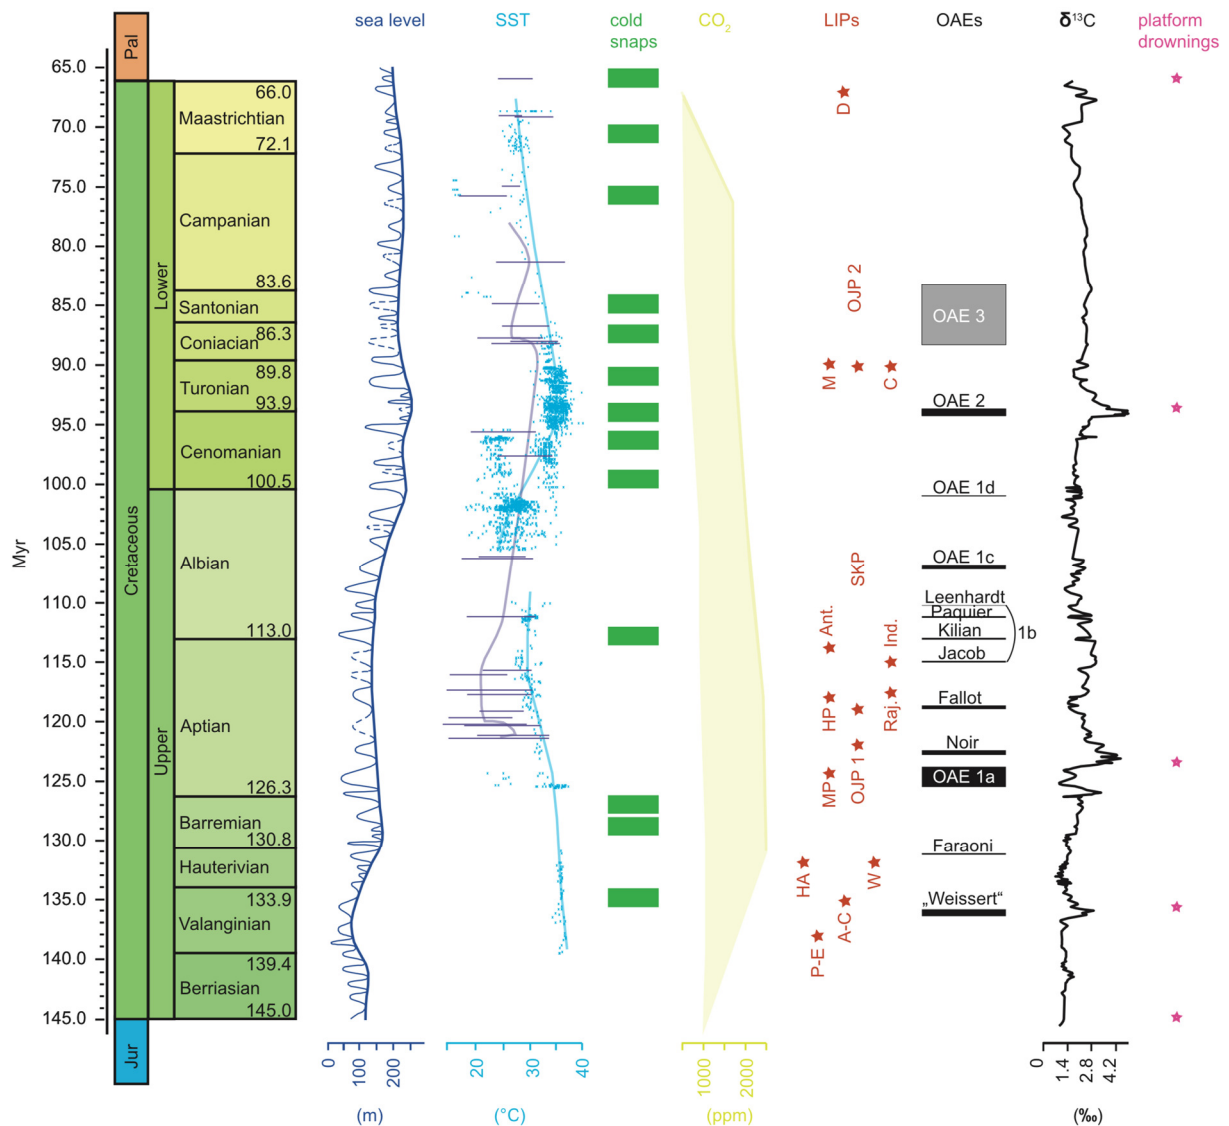 sea level
SST
cold
snaps
CO₂
LIPs
OAEs
δ¹³C
platform
drownings
Myr
65.0
70.0
75.0
80.0
85.0
90.0
95.0
100.0
105.0
110.0
115.0
120.0
125.0
130.0
135.0
140.0
145.0
Pal
Cretaceous
Jur
Lower
Upper
66.0
Maastrichtian
72.1
Campanian
83.6
Santonian
86.3
Coniacian
89.8
Turonian
93.9
Cenomanian
100.5
Albian
113.0
Aptian
126.3
Barremian
130.8
Hauterivian
133.9
Valanginian
139.4
Berriasian
145.0
D
OJP 2
M
C
SKP
Ant.
Ind.
HP
Raj.
MP
OJP 1
HA
W
A-C
P-E
OAE 3
OAE 2
OAE 1d
OAE 1c
Leenhardt
Paquier
Kilian
1b
Jacob
Fallot
Noir
OAE 1a
Faraoni
„Weissert“
0
100
200
(m)
20
30
40
(°C)
1000
2000
(ppm)
0
1.4
2.8
4.2
(‰)